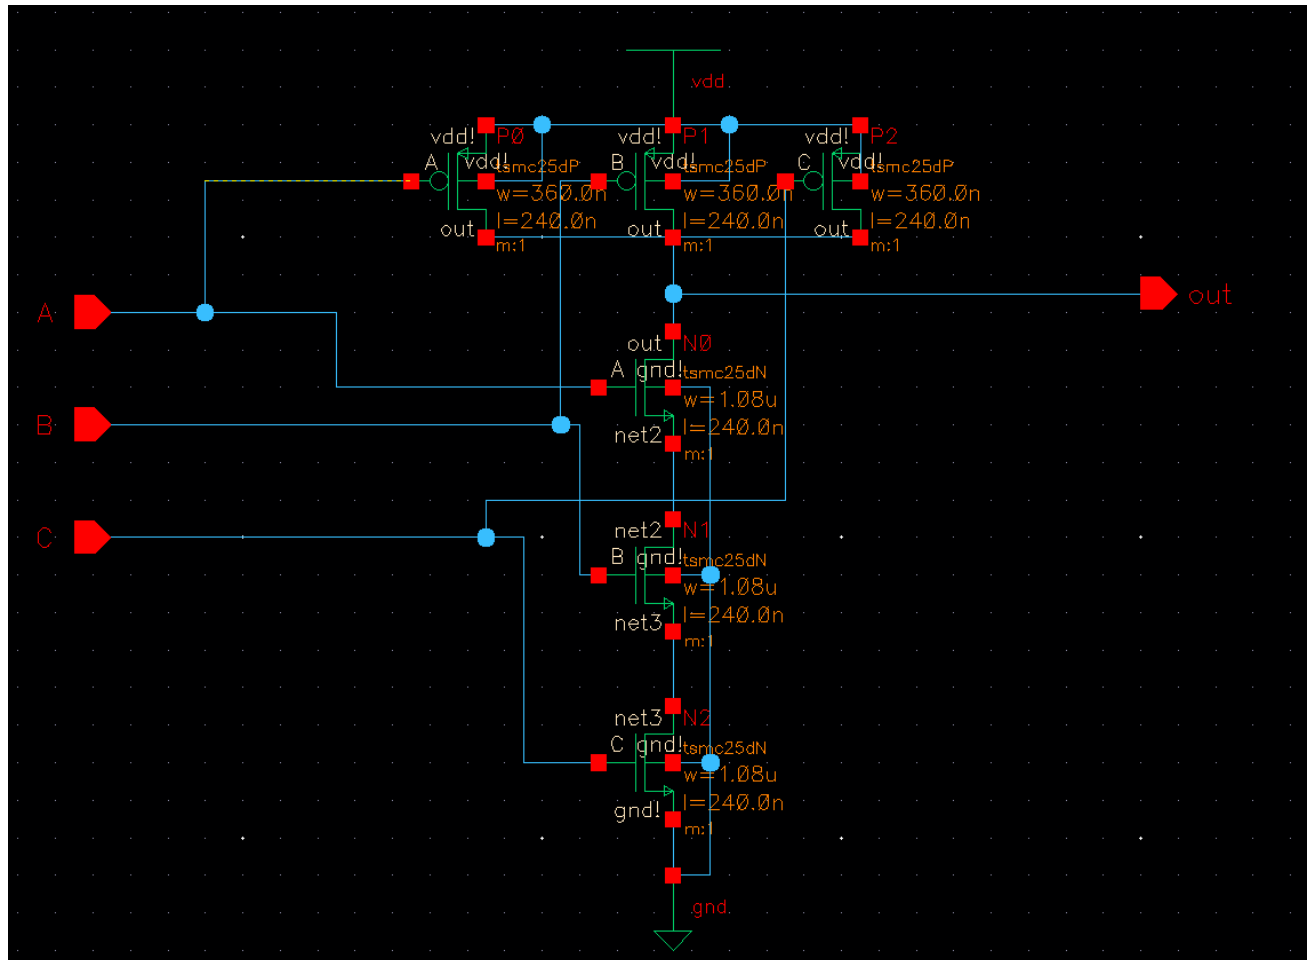 vdd
vdd! P0
vdd! P1
vdd! P2
A vdd! tsmc25dP
B vdd! tsmc25dP
C vdd! tsmc25dP
w=360.0n
w=360.0n
w=360.0n
l=240.0n
l=240.0n
l=240.0n
out m:1
out m:1
out m:1
A
out
out N0
A gnd! tsmc25dN
w=1.08u
l=240.0n
B
net2 m:1
net2 N1
C
B gnd! tsmc25dN
w=1.08u
l=240.0n
net3 m:1
net3 N2
C gnd! tsmc25dN
w=1.08u
l=240.0n
gnd! m:1
gnd